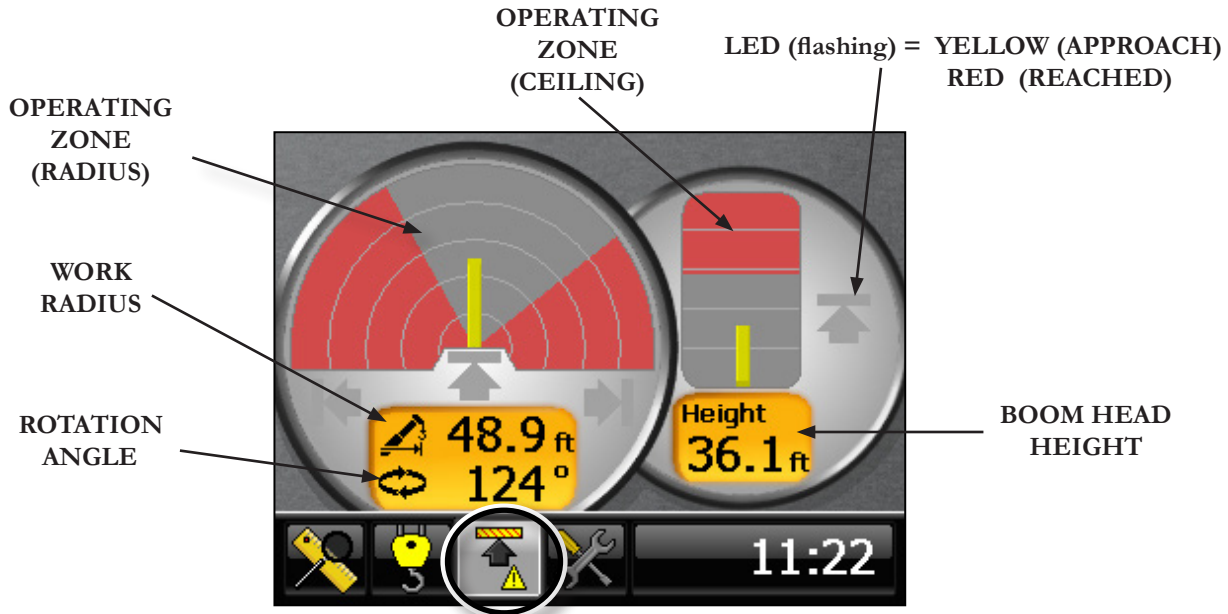 OPERATING
ZONE
(CEILING)
LED (flashing) = YELLOW (APPROACH)
RED (REACHED)
OPERATING
ZONE
(RADIUS)
WORK
RADIUS
ROTATION
ANGLE
48.9 ft
124°
Height
36.1 ft
BOOM HEAD
HEIGHT
11:22